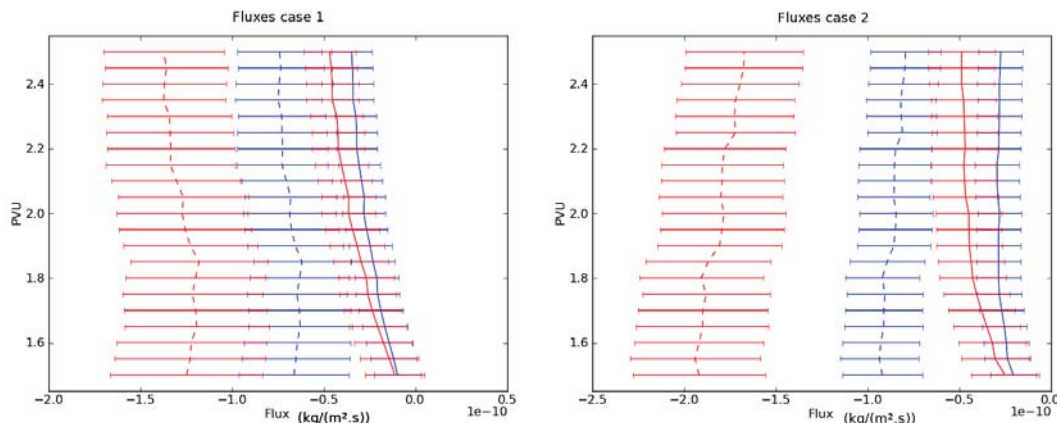 Fluxes case 1
Fluxes case 2
PVU
2.4
2.2
2.0
1.8
1.6
−2.0 −1.5 −1.0 −0.5 0.0 0.5
Flux (kg/(m².s)) 1e−10
PVU
2.4
2.2
2.0
1.8
1.6
−2.5 −2.0 −1.5 −1.0 −0.5 0.0
Flux (kg/(m².s)) 1e−10